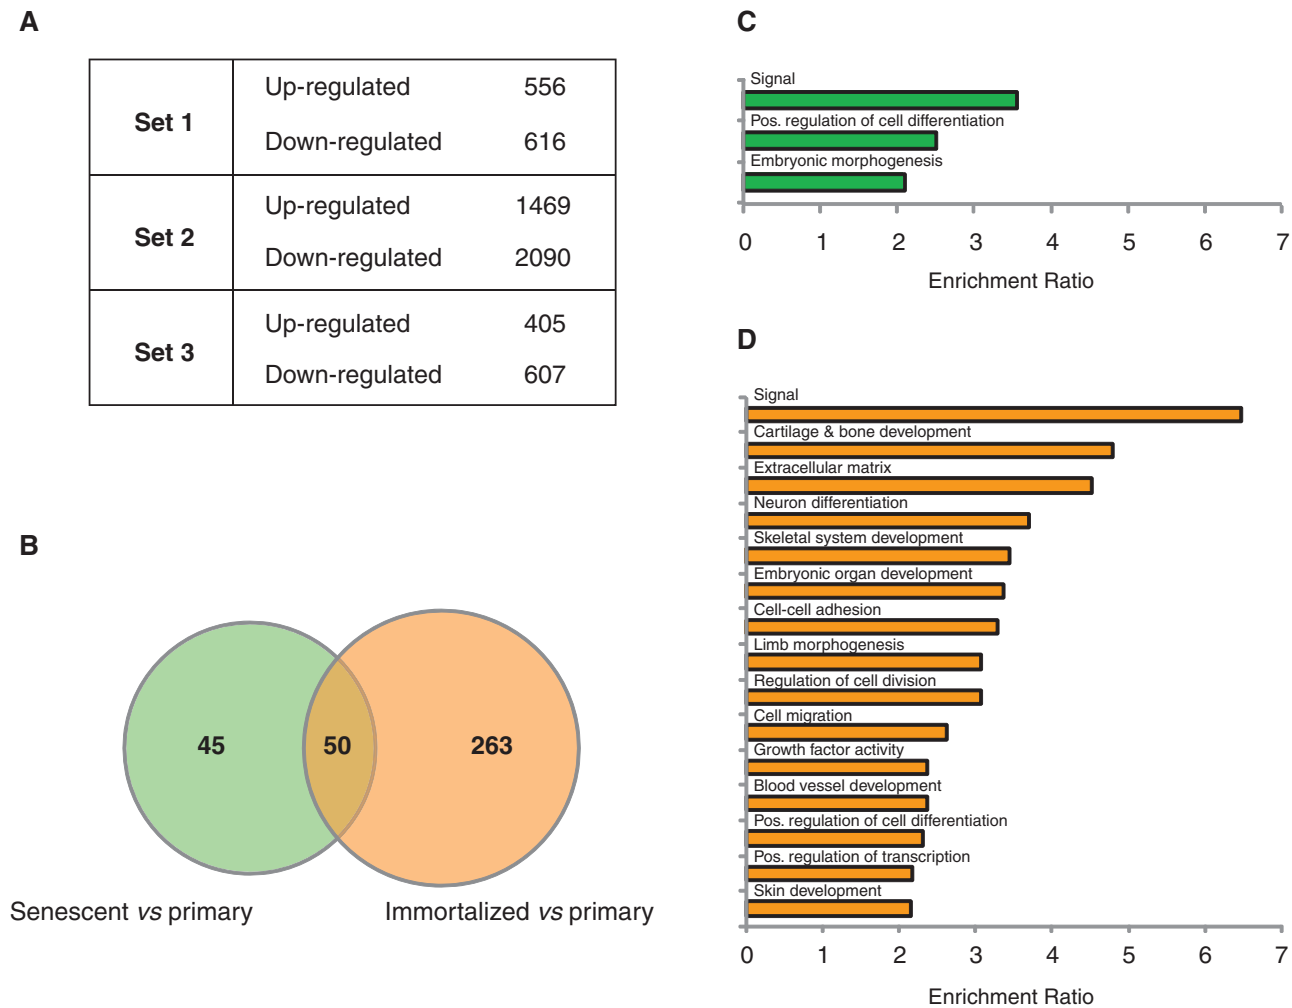 A
Set 1
Up-regulated 556
Down-regulated 616
Set 2
Up-regulated 1469
Down-regulated 2090
Set 3
Up-regulated 405
Down-regulated 607
B
45 50 263
Senescent vs primary
Immortalized vs primary
C
Signal
Pos. regulation of cell differentiation
Embryonic morphogenesis
0 1 2 3 4 5 6 7
Enrichment Ratio
D
Signal
Cartilage & bone development
Extracellular matrix
Neuron differentiation
Skeletal system development
Embryonic organ development
Cell-cell adhesion
Limb morphogenesis
Regulation of cell division
Cell migration
Growth factor activity
Blood vessel development
Pos. regulation of cell differentiation
Pos. regulation of transcription
Skin development
0 1 2 3 4 5 6 7
Enrichment Ratio